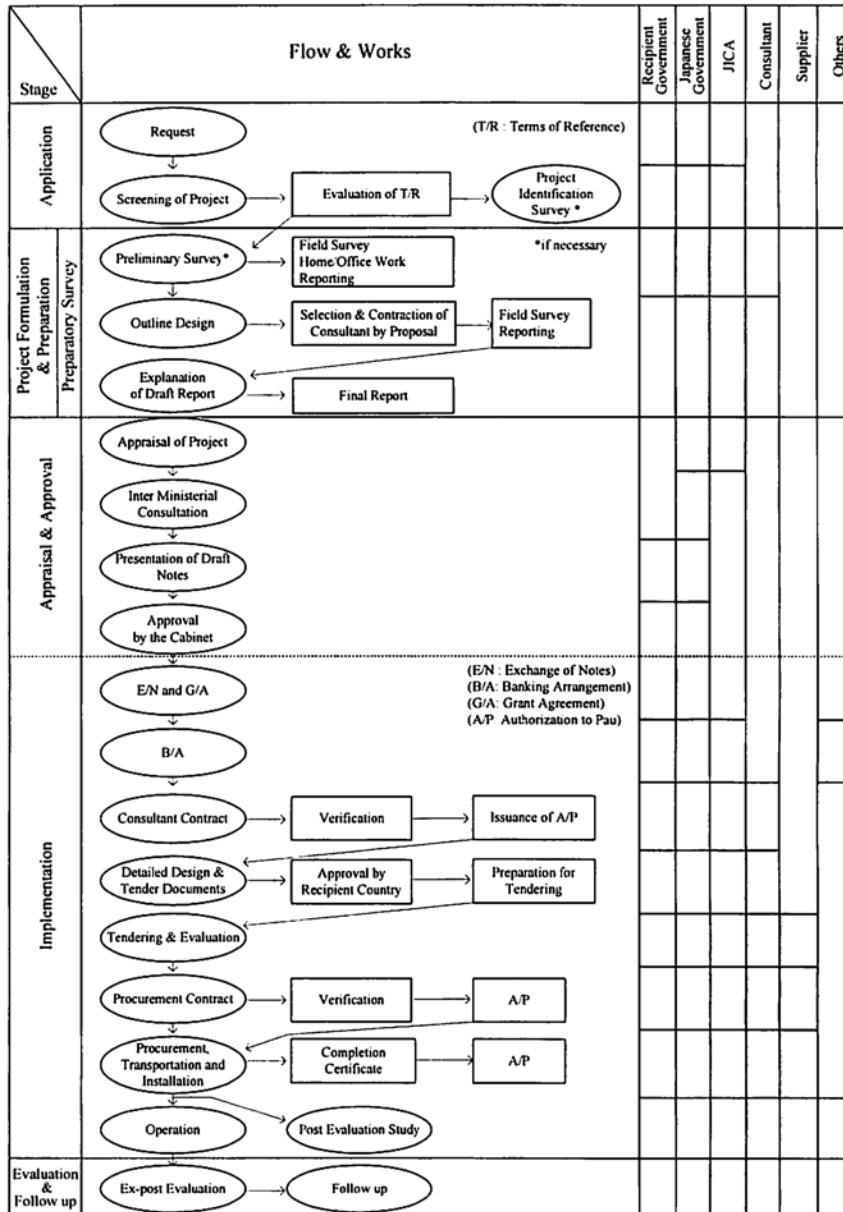 Stage
Flow & Works
Recipient
Government
Japanese
Government
JICA
Consultant
Supplier
Others
Application
Request
(T/R : Terms of Reference)
Screening of Project
Evaluation of T/R
Project
Identification
Survey *
Project Formulation
& Preparation
Preparatory Survey
Preliminary Survey*
Field Survey
Home/Office Work
Reporting
*if necessary
Outline Design
Selection & Contraction of
Consultant by Proposal
Field Survey
Reporting
Explanation
of Draft Report
Final Report
Appraisal & Approval
Appraisal of Project
Inter Ministerial
Consultation
Presentation of Draft
Notes
Approval
by the Cabinet
Implementation
E/N and G/A
(E/N : Exchange of Notes)
(B/A: Banking Arrangement)
(G/A: Grant Agreement)
(A/P: Authorization to Pau)
B/A
Consultant Contract
Verification
Issuance of A/P
Detailed Design &
Tender Documents
Approval by
Recipient Country
Preparation for
Tendering
Tendering & Evaluation
Procurement Contract
Verification
A/P
Procurement,
Transportation and
Installation
Completion
Certificate
A/P
Operation
Post Evaluation Study
Evaluation
&
Follow up
Ex-post Evaluation
Follow up